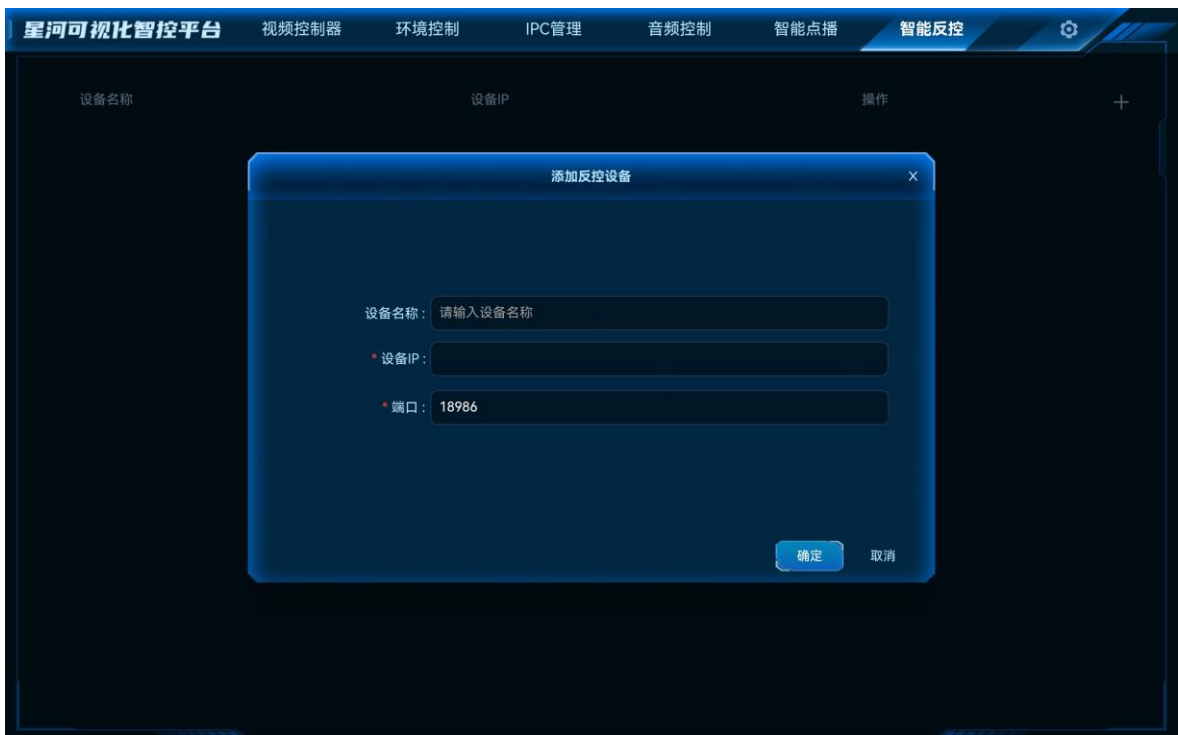 星河可视化智控平台 视频控制器 环境控制 IPC管理 音频控制 智能点播 智能反控
设备名称 设备IP 操作 +
添加反控设备 X
设备名称 : 请输入设备名称
* 设备IP :
* 端口 : 18986
确定 取消